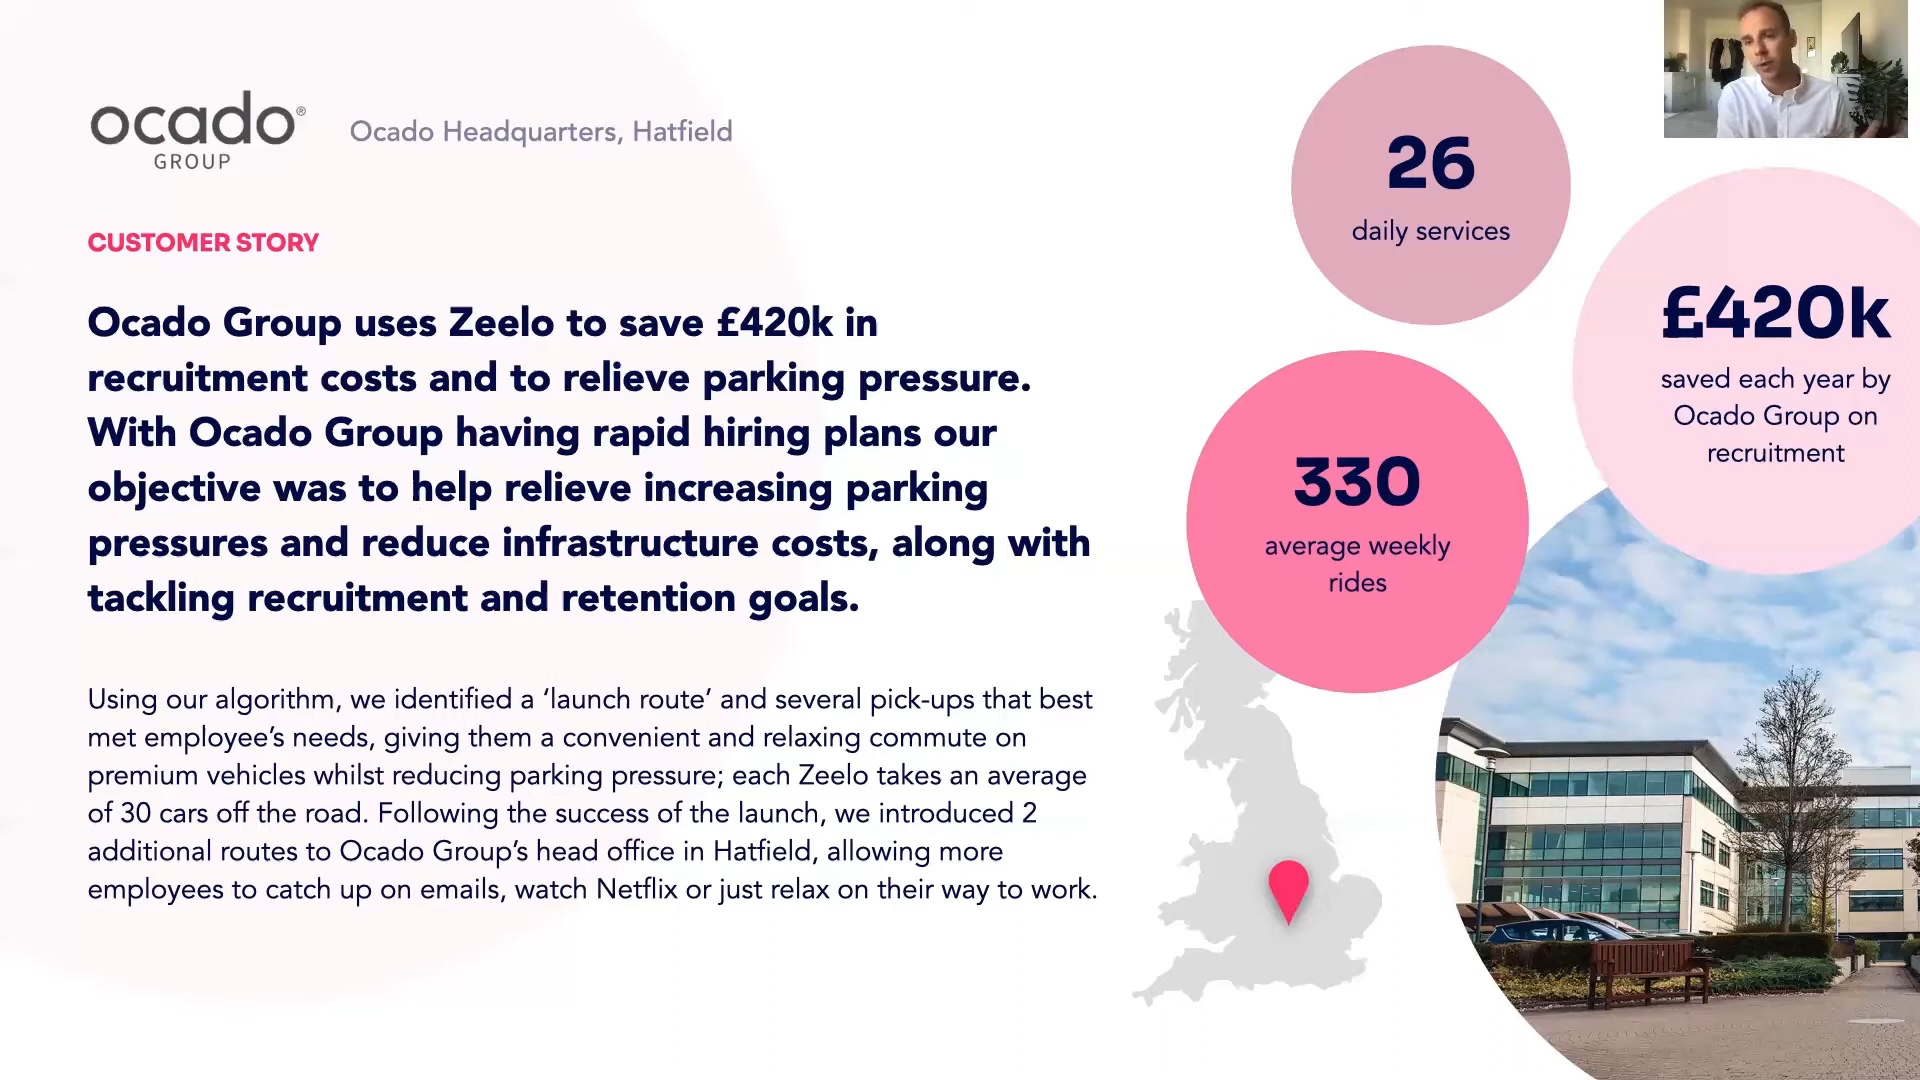 ocado®
GROUP
Ocado Headquarters, Hatfield
CUSTOMER STORY
Ocado Group uses Zeelo to save £420k in
recruitment costs and to relieve parking pressure.
With Ocado Group having rapid hiring plans our
objective was to help relieve increasing parking
pressures and reduce infrastructure costs, along with
tackling recruitment and retention goals.
Using our algorithm, we identified a ‘launch route’ and several pick-ups that best
met employee’s needs, giving them a convenient and relaxing commute on
premium vehicles whilst reducing parking pressure; each Zeelo takes an average
of 30 cars off the road. Following the success of the launch, we introduced 2
additional routes to Ocado Group’s head office in Hatfield, allowing more
employees to catch up on emails, watch Netflix or just relax on their way to work.
26
daily services
£420k
saved each year by
Ocado Group on
recruitment
330
average weekly
rides